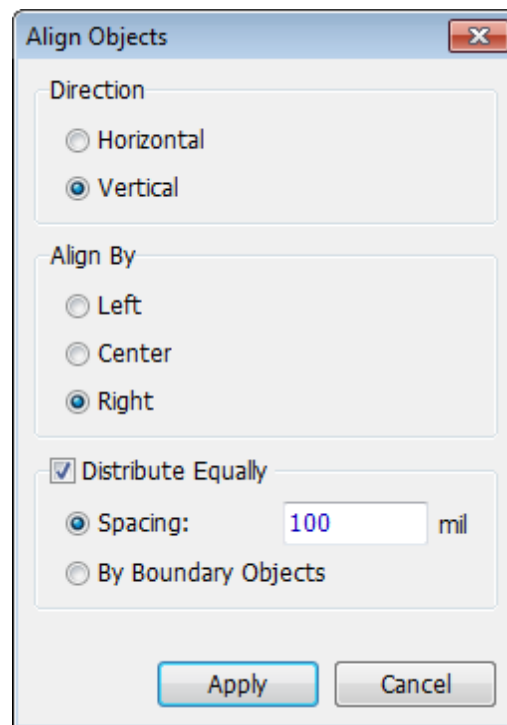 Align Objects
Direction
Horizontal
Vertical
Align By
Left
Center
Right
Distribute Equally
Spacing: 100 mil
By Boundary Objects
Apply Cancel